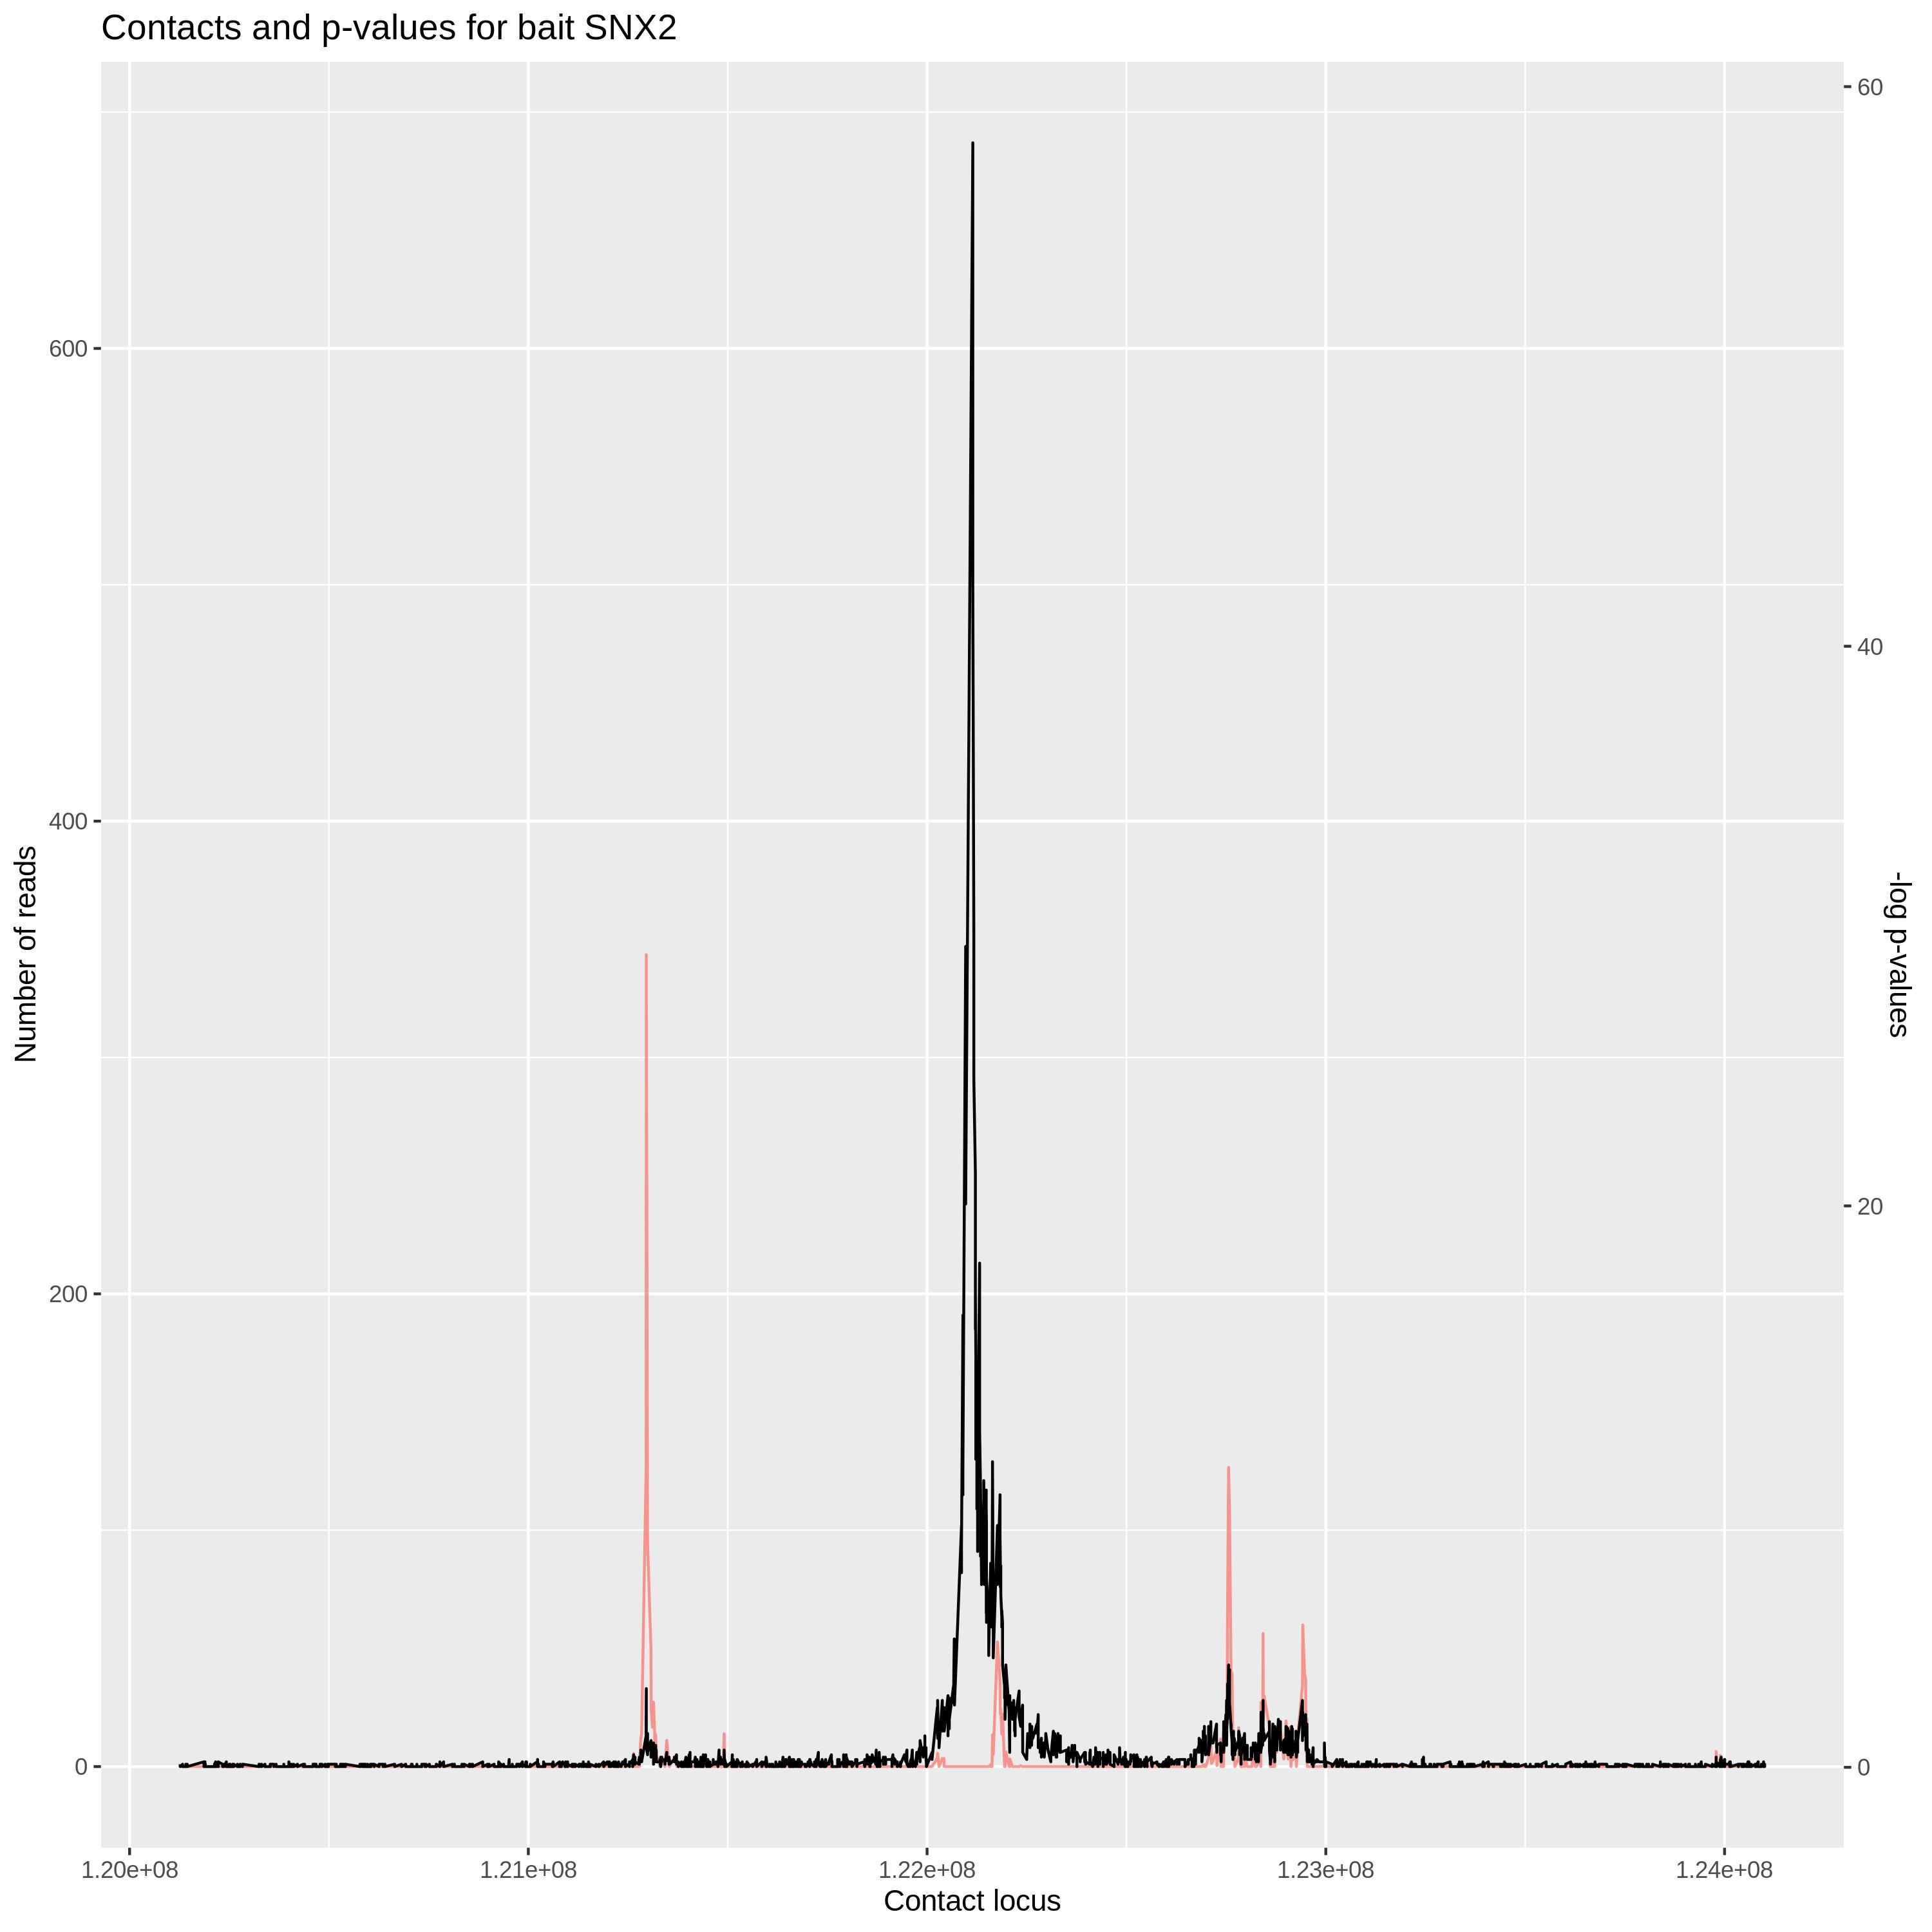 Contacts and p-values for bait SNX2
60
600
40
400
Number of reads
-log p-values
20
200
0
0
1.20e+08
1.21e+08
1.22e+08
1.23e+08
1.24e+08
Contact locus